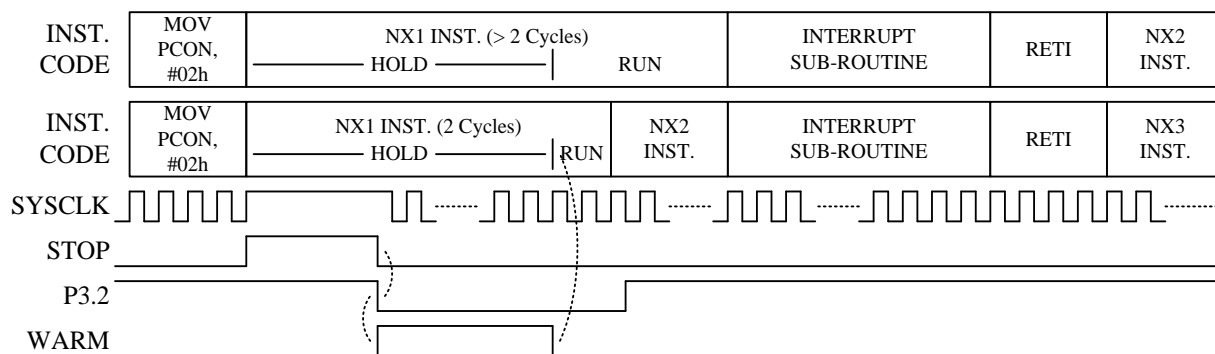 INST.
CODE
MOV
PCON,
#02h
NX1 INST. (> 2 Cycles)
HOLD
RUN
INTERRUPT
SUB-ROUTINE
RETI
NX2
INST.
INST.
CODE
MOV
PCON,
#02h
NX1 INST. (2 Cycles)
HOLD
RUN
NX2
INST.
INTERRUPT
SUB-ROUTINE
RETI
NX3
INST.
SYSCLK
STOP
P3.2
WARM